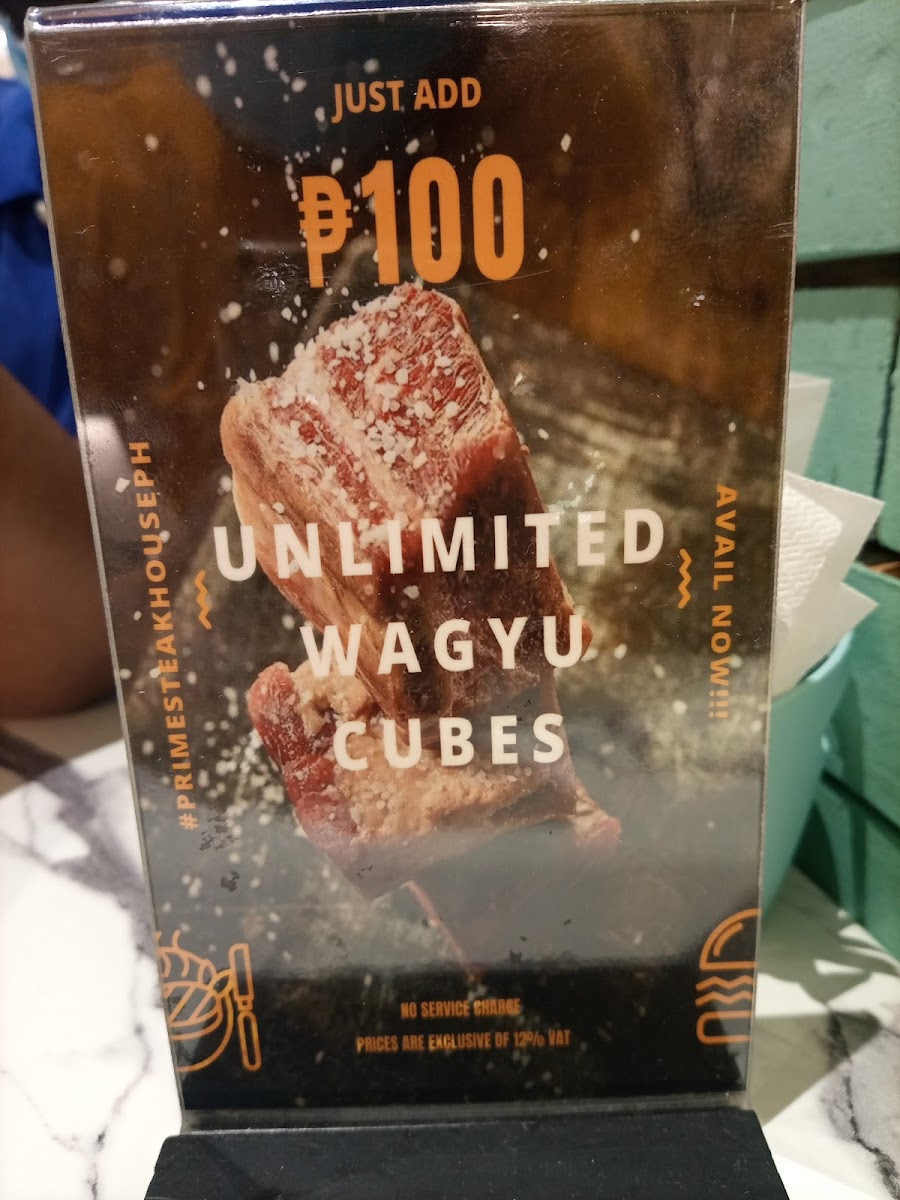 JUST ADD
₱100
UNLIMITED
WAGYU
CUBES
#PRIMESTEAKHOUSEPH
AVAIL NOW!!!
NO SERVICE CHARGE
PRICES ARE EXCLUSIVE OF 12% VAT